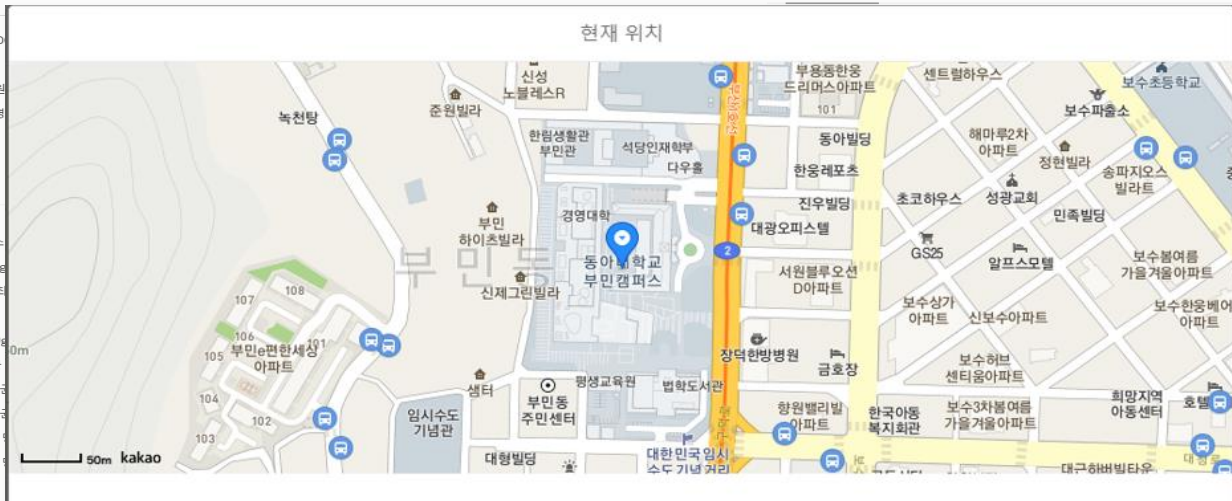 현재 위치
신성
노블레스R
부용동한웅
드리머스아파트
101
센트럴하우스
보수초등학교
준원빌라
녹천탕
한림생활관
부민관
석당인재학부
다우홀
동아빌딩
한웅레포츠
해마루2차
아파트
보수파출소
정현빌라
송파지오스
빌라트
진우빌딩
초코하우스
성광교회
민족빌딩
경영대학
부민
하이츠빌라
대광오피스텔
부민동
동아대학교
부민캠퍼스
2
GS25
알프스모텔
보수봄여름
가을겨울아파트
신제그린빌라
서원블루오션
D아파트
보수상가
아파트
신보수아파트
보수한웅베어
아파트
107
108
106
101
105
부민e편한세상
아파트
104
102
103
장덕한방병원
금호장
보수허브
센티움아파트
샘터
평생교육원
법학도서관
부민동
주민센터
임시수도
기념관
향원밸리빌
아파트
한국아동
복지회관
보수3차봄여름
가을겨울아파트
희망지역
아동센터
호텔
대형빌딩
대한민국임시
수도기념거리
대근하버빌타운
50m
kakao